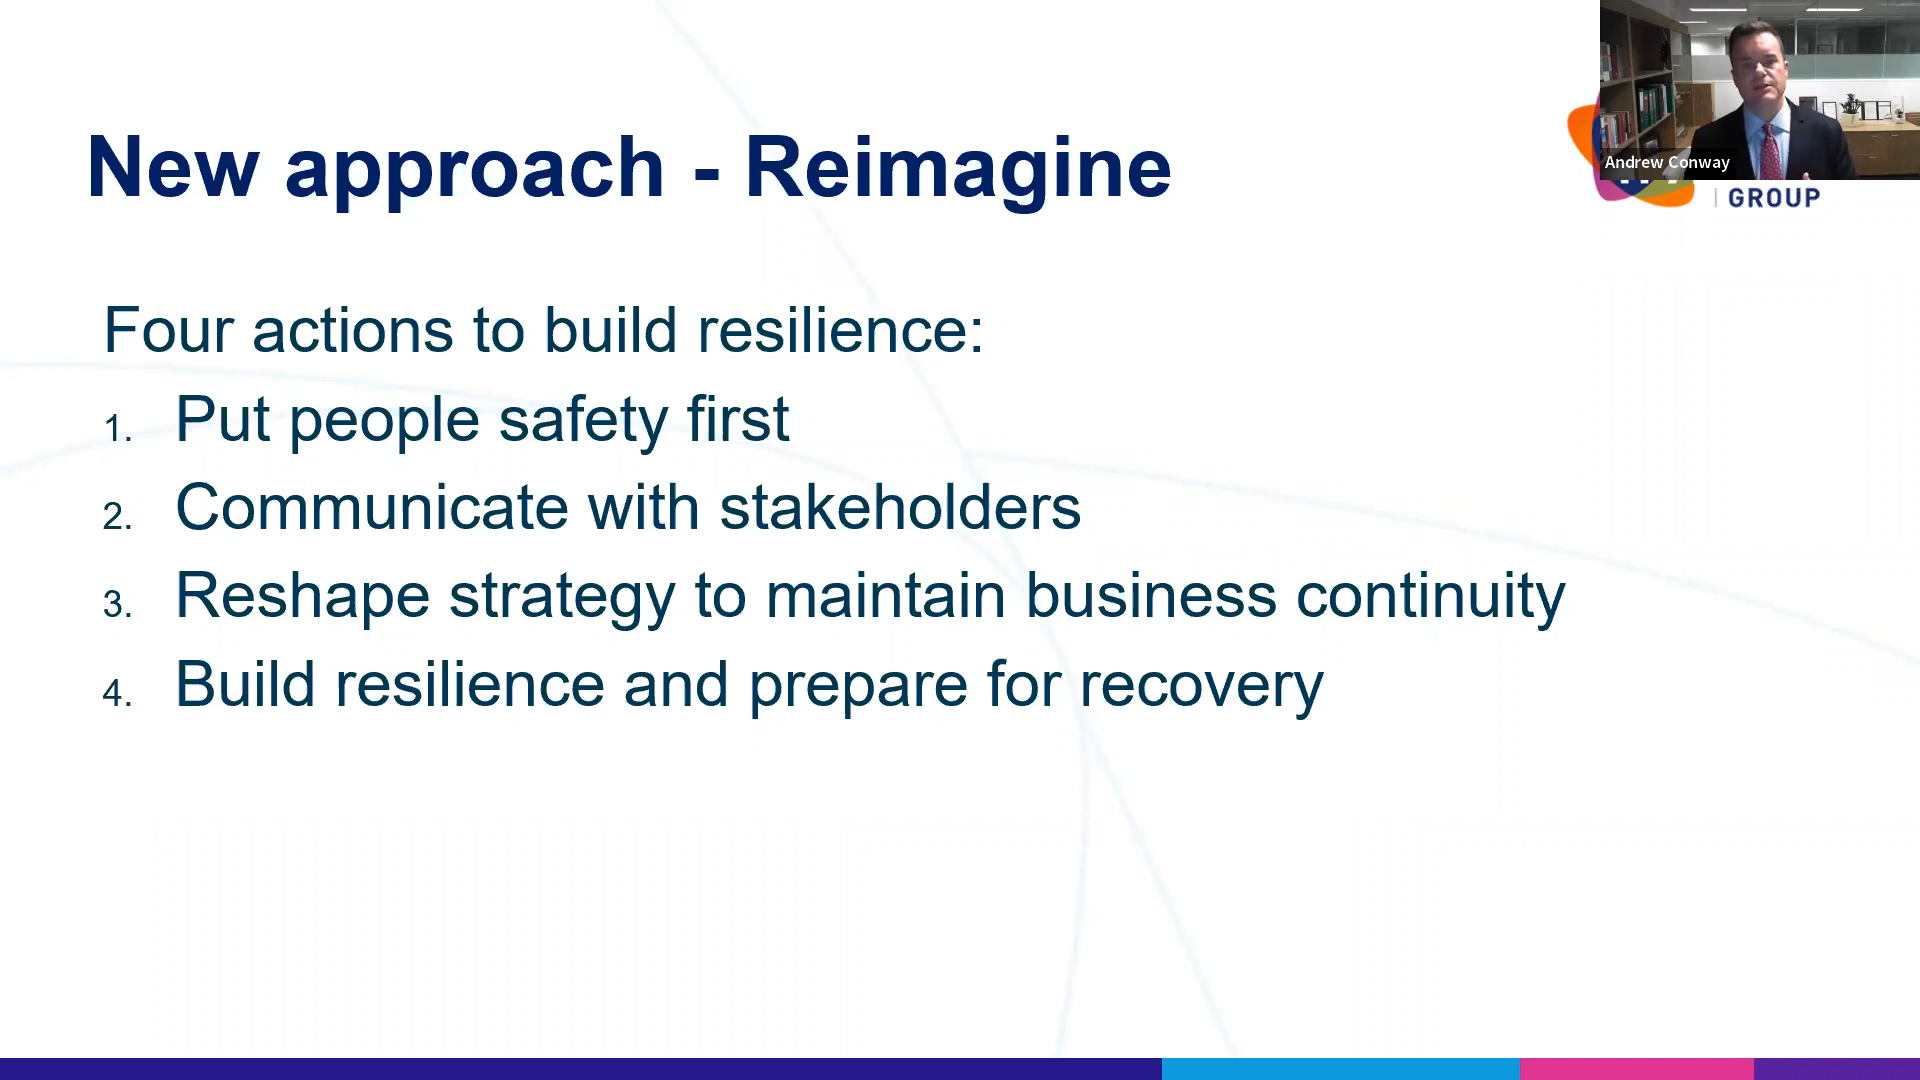 New approach - Reimagine
Andrew Conway
| GROUP
Four actions to build resilience:
1. Put people safety first
2. Communicate with stakeholders
3. Reshape strategy to maintain business continuity
4. Build resilience and prepare for recovery